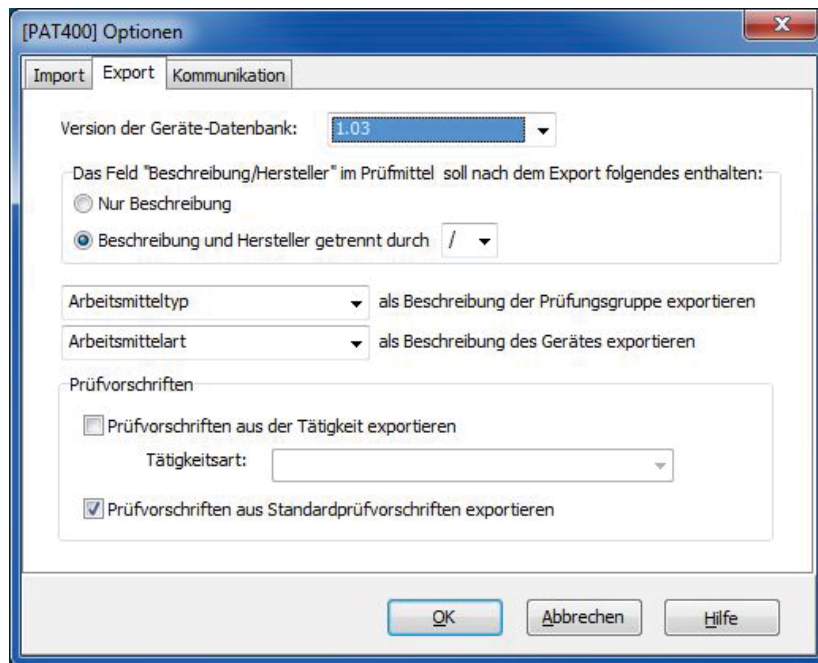 [PAT400] Optionen
Import Export Kommunikation
Version der Geräte-Datenbank: 1.03
Das Feld "Beschreibung/Hersteller" im Prüfmittel soll nach dem Export folgendes enthalten:
Nur Beschreibung
Beschreibung und Hersteller getrennt durch /
Arbeitsmitteltyp als Beschreibung der Prüfungsgruppe exportieren
Arbeitsmittelart als Beschreibung des Gerätes exportieren
Prüfvorschriften
Prüfvorschriften aus der Tätigkeit exportieren
Tätigkeitsart:
Prüfvorschriften aus Standardprüfvorschriften exportieren
OK Abbrechen Hilfe